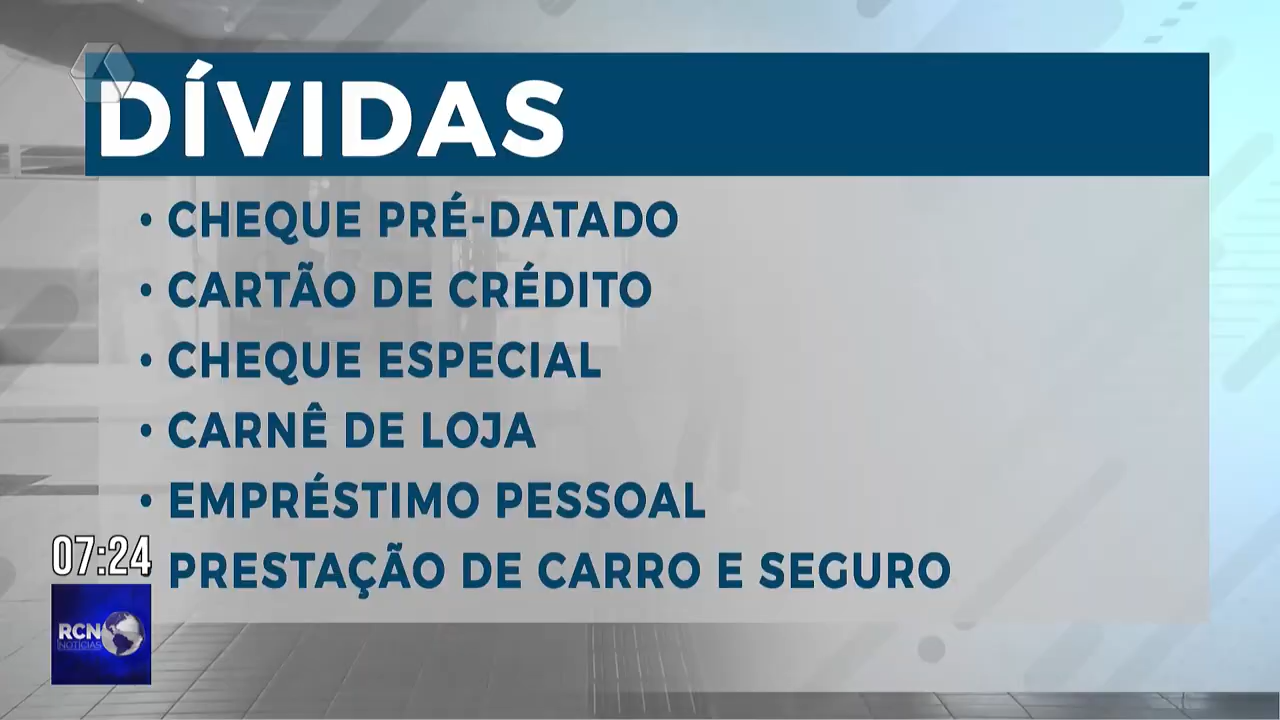 DÍVIDAS
• CHEQUE PRÉ-DATADO
• CARTÃO DE CRÉDITO
• CHEQUE ESPECIAL
• CARNÊ DE LOJA
• EMPRÉSTIMO PESSOAL
PRESTAÇÃO DE CARRO E SEGURO
07:24
RCN
NOTÍCIAS